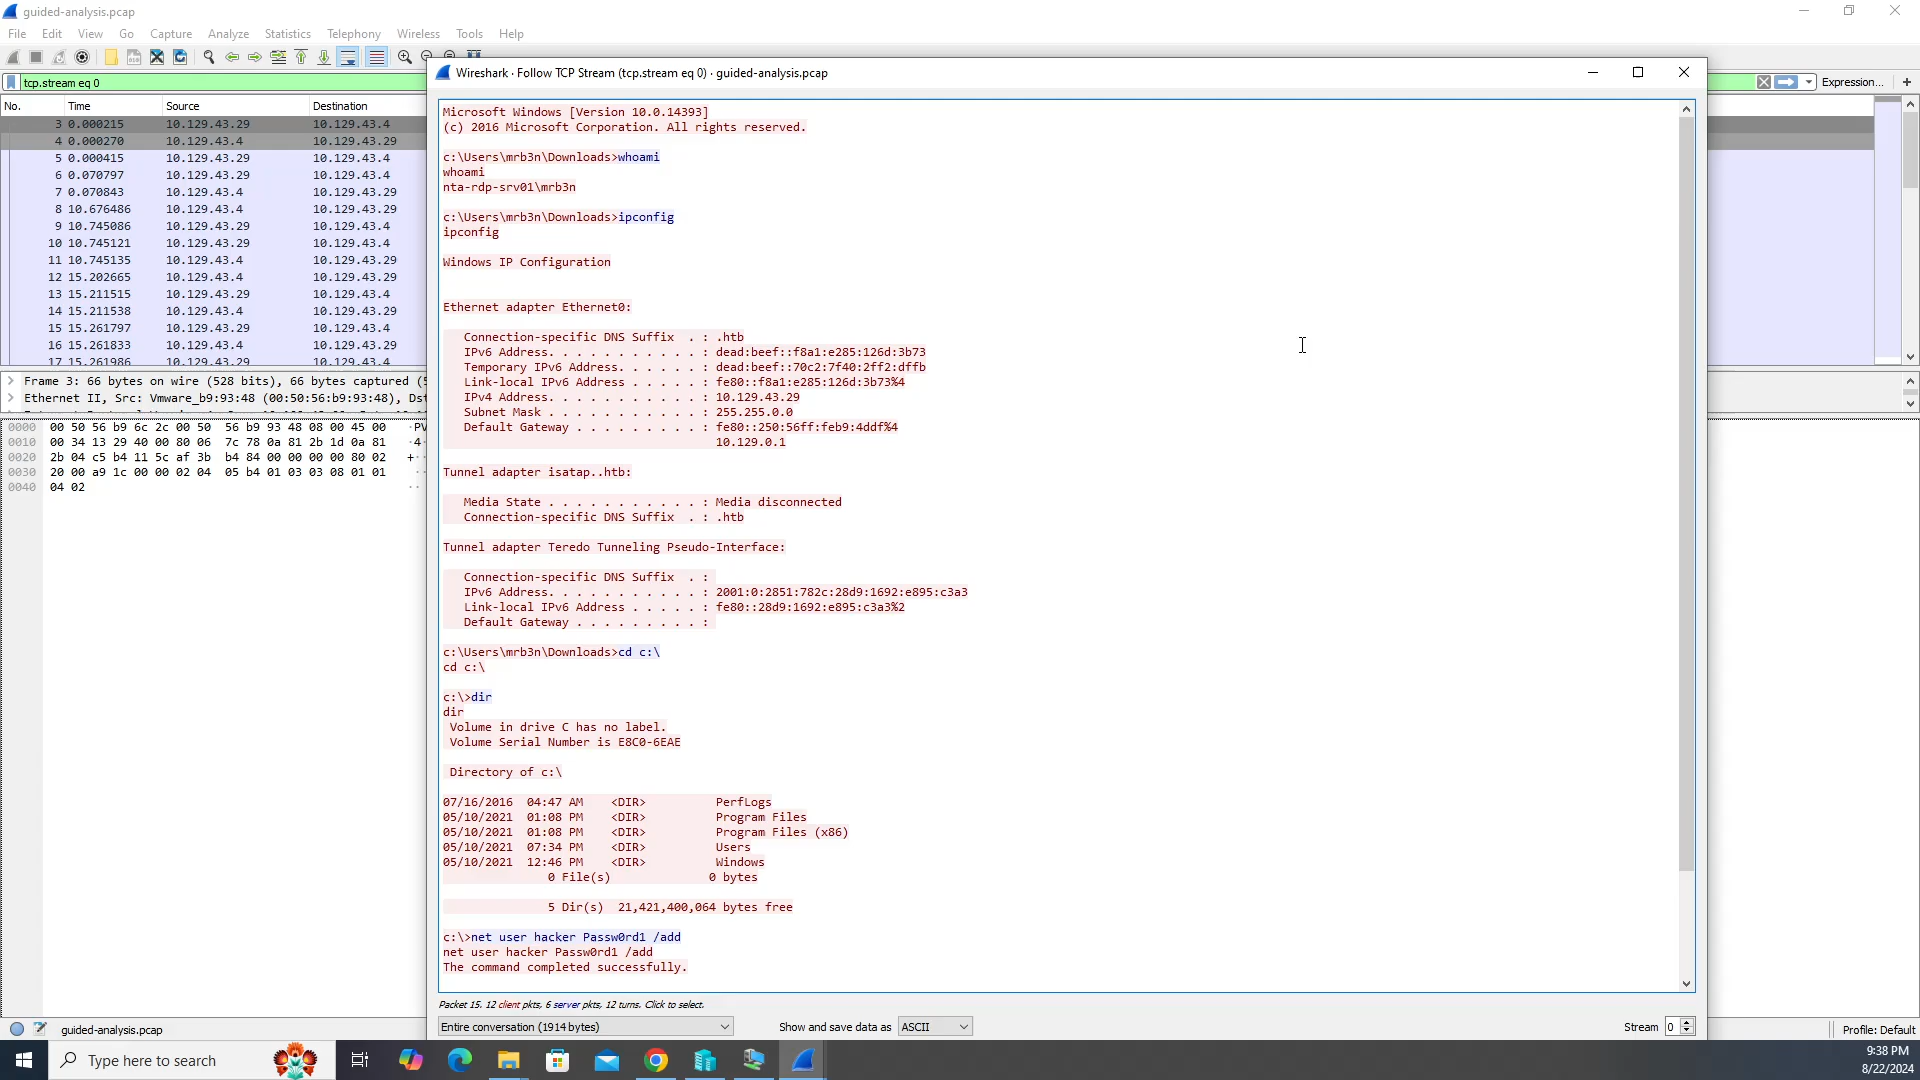 guided-analysis.pcap
File Edit View Go Capture Analyze Statistics Telephony Wireless Tools Help
tcp.stream eq 0
Expression... +
No. Time Source Destination
3 0.000215 10.129.43.29 10.129.43.4
4 0.000270 10.129.43.4 10.129.43.29
5 0.000415 10.129.43.29 10.129.43.4
6 0.070797 10.129.43.29 10.129.43.4
7 0.070843 10.129.43.4 10.129.43.29
8 10.676486 10.129.43.4 10.129.43.29
9 10.745086 10.129.43.29 10.129.43.4
10 10.745121 10.129.43.4 10.129.43.29
11 10.745135 10.129.43.29 10.129.43.4
12 15.202665 10.129.43.4 10.129.43.29
13 15.211515 10.129.43.29 10.129.43.4
14 15.211538 10.129.43.4 10.129.43.29
15 15.261797 10.129.43.29 10.129.43.4
16 15.261833 10.129.43.4 10.129.43.29
17 15.261986 10.129.43.29 10.129.43.4
Frame 3: 66 bytes on wire (528 bits), 66 bytes captured
Ethernet II, Src: Vmware_b9:93:48 (00:50:56:b9:93:48), Dst
0000 00 50 56 b9 6c 2c 00 50 56 b9 93 48 08 00 45 00 ·PV
0010 00 34 13 29 40 00 80 06 7c 78 0a 81 2b 1d 0a 81 ·4·
0020 2b 04 c5 b4 11 5c af 3b b4 84 00 00 00 00 80 02 +··
0030 20 00 a9 1c 00 00 02 04 05 b4 01 03 03 08 01 01 ··
0040 04 02 ··
Wireshark · Follow TCP Stream (tcp.stream eq 0) · guided-analysis.pcap
Microsoft Windows [Version 10.0.14393]
(c) 2016 Microsoft Corporation. All rights reserved.
c:\Users\mrb3n\Downloads>whoami
whoami
nta-rdp-srv01\mrb3n
c:\Users\mrb3n\Downloads>ipconfig
ipconfig
Windows IP Configuration
Ethernet adapter Ethernet0:
Connection-specific DNS Suffix . : .htb
IPv6 Address. . . . . . . . . . . : dead:beef::f8a1:e285:126d:3b73
Temporary IPv6 Address. . . . . . : dead:beef::70c2:7f40:2ff2:dffb
Link-local IPv6 Address . . . . . : fe80::f8a1:e285:126d:3b73%4
IPv4 Address. . . . . . . . . . . : 10.129.43.29
Subnet Mask . . . . . . . . . . . : 255.255.0.0
Default Gateway . . . . . . . . . : fe80::250:56ff:feb9:4ddf%4
10.129.0.1
Tunnel adapter isatap..htb:
Media State . . . . . . . . . . . : Media disconnected
Connection-specific DNS Suffix . : .htb
Tunnel adapter Teredo Tunneling Pseudo-Interface:
Connection-specific DNS Suffix . :
IPv6 Address. . . . . . . . . . . : 2001:0:2851:782c:28d9:1692:e895:c3a3
Link-local IPv6 Address . . . . . : fe80::28d9:1692:e895:c3a3%2
Default Gateway . . . . . . . . . :
c:\Users\mrb3n\Downloads>cd c:\
cd c:\
c:\>dir
dir
Volume in drive C has no label.
Volume Serial Number is E8C0-6EAE
Directory of c:\
07/16/2016 04:47 AM <DIR> PerfLogs
05/10/2021 01:08 PM <DIR> Program Files
05/10/2021 01:08 PM <DIR> Program Files (x86)
05/10/2021 07:34 PM <DIR> Users
05/10/2021 12:46 PM <DIR> Windows
0 File(s) 0 bytes
5 Dir(s) 21,421,400,064 bytes free
c:\>net user hacker Passw0rd1 /add
net user hacker Passw0rd1 /add
The command completed successfully.
Packet 15. 12 client pkts, 6 server pkts, 12 turns. Click to select.
Entire conversation (1914 bytes) Show and save data as ASCII Stream 0
guided-analysis.pcap Profile: Default
Type here to search
9:38 PM
8/22/2024